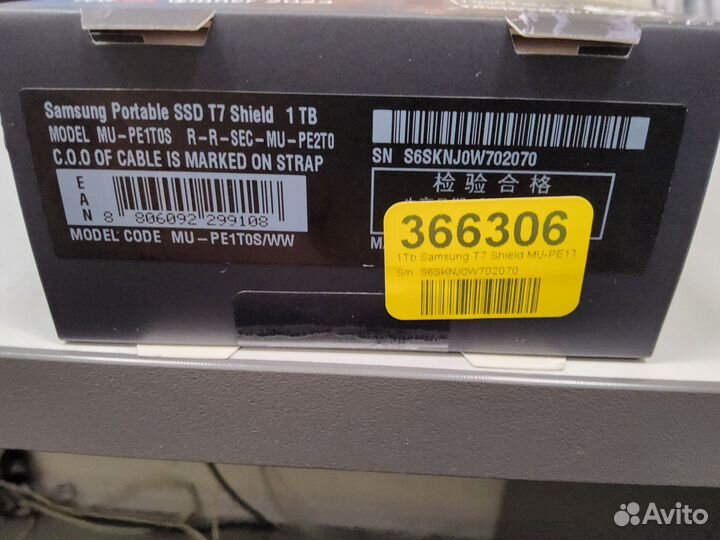 Samsung Portable SSD T7 Shield 1 TB
MODEL MU-PE1T0S R-R-SEC-MU-PE2T0
C.O.O OF CABLE IS MARKED ON STRAP
EAN
8 806092 299108
MODEL CODE MU-PE1T0S/WW
SN S6SKNJ0W702070
检验合格
366306
1Tb Samsung T7 Shield MU-PE1T
S/n: S6SKNJ0W702070
Avito